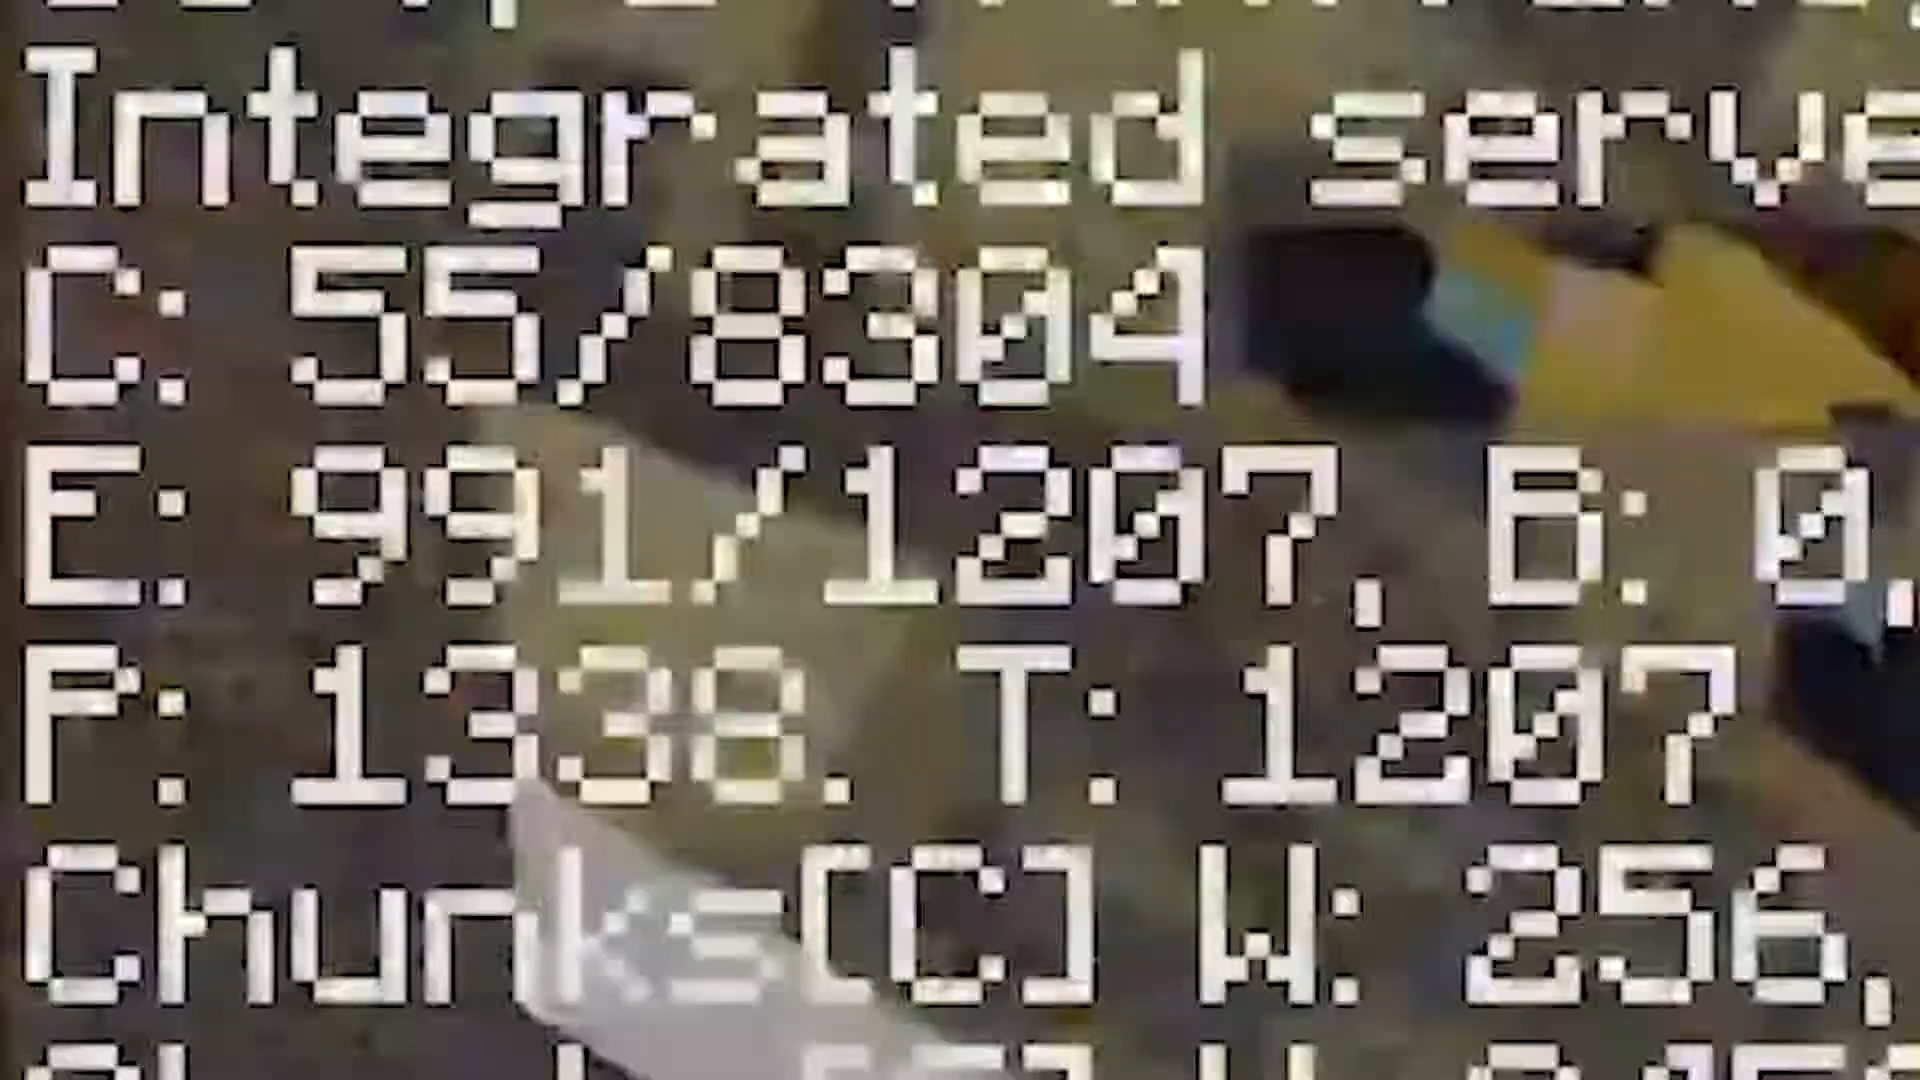 Integrated serve
C: 55/8304
E: 991/1207, B: 0,
P: 1338. T: 1207
Chunks[C] W: 256,